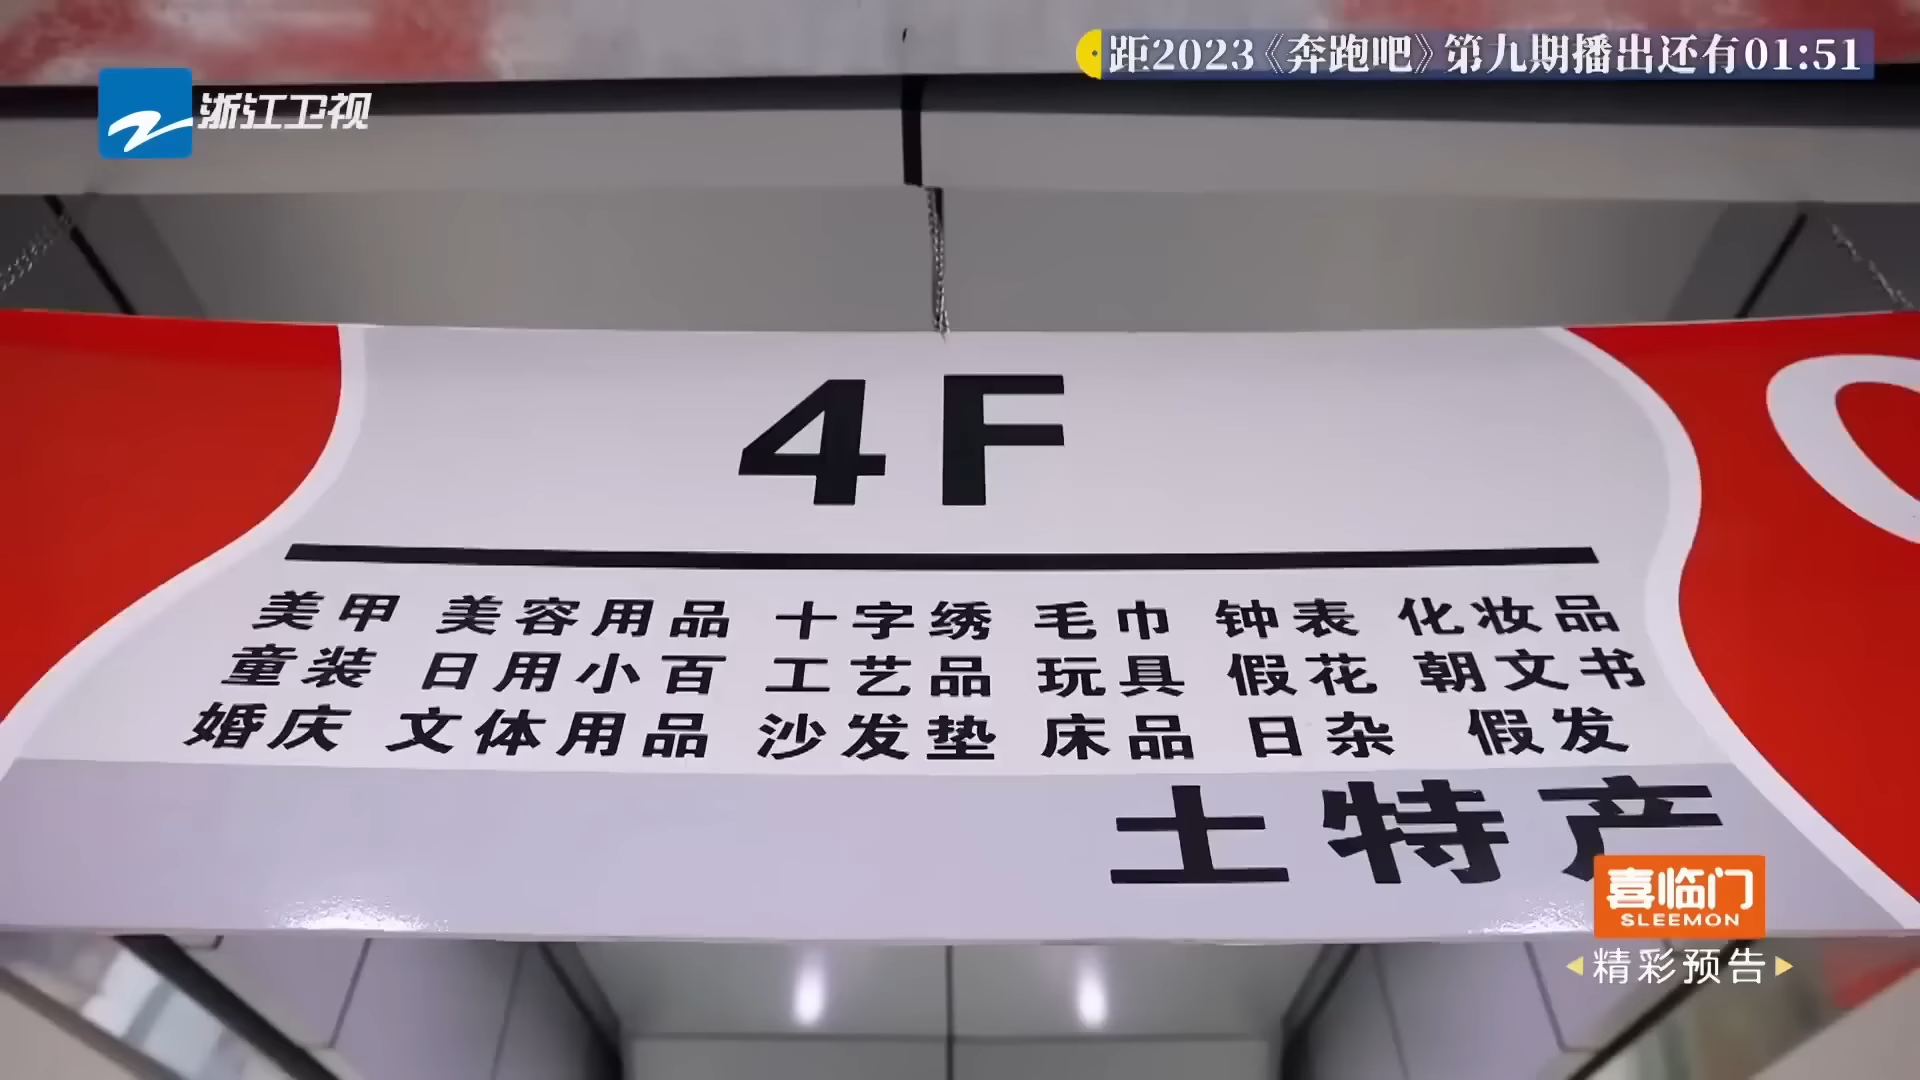 距2023《奔跑吧》第九期播出还有01:51
浙江卫视
4F
美甲 美容用品 十字绣 毛巾 钟表 化妆品
童装 日用小百 工艺品 玩具 假花 朝文书
婚庆 文体用品 沙发垫 床品 日杂 假发
土特产
喜临门
SLEEMON
精彩预告